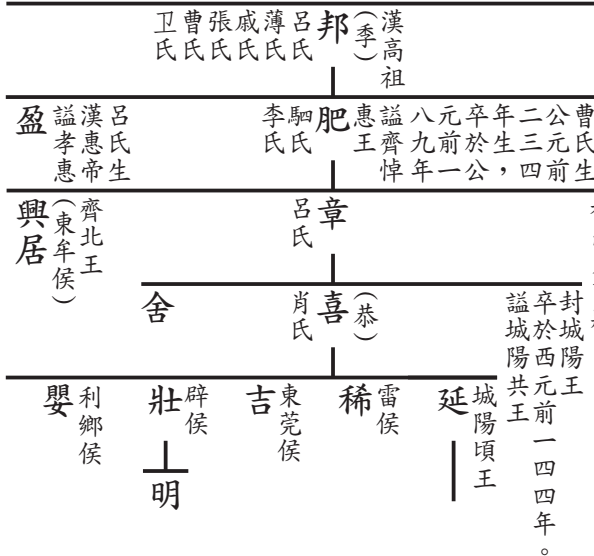 漢高祖
(季)
邦
呂氏
薄氏
戚氏
張氏
曹氏
卫氏
曹氏生
公元前
二三四
年生，
卒於公
元前一
八九年
謚齊悼
惠王
肥
駟氏
李氏
呂氏生
漢惠帝
謚孝惠
盈
章
呂氏
齊北王
(東牟侯)
興居
封城陽王
卒於西元前一四四年。
謚城陽共王
(恭)
喜
肖氏
舍
城陽頃王
延
雷侯
稀
東莞侯
吉
辟侯
壯
利鄉侯
嬰
明